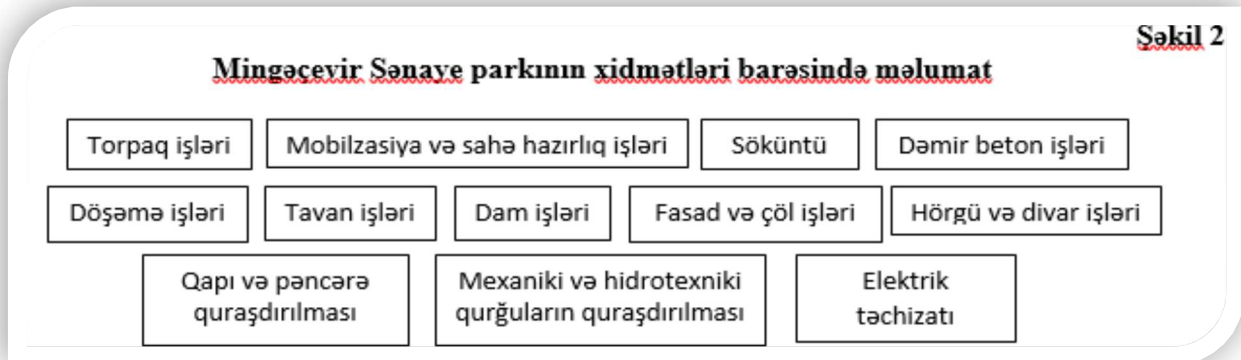 Şəkil 2
Mingəçevir Sənaye parkının xidmətləri barəsində məlumat
Torpaq işləri
Mobilzasiya və sahə hazırlıq işləri
Söküntü
Dəmir beton işləri
Döşəmə işləri
Tavan işləri
Dam işləri
Fasad və çöl işləri
Hörgü və divar işləri
Qapı və pəncərə
quraşdırılması
Mexaniki və hidrotexniki
qurğuların quraşdırılması
Elektrik
təchizatı